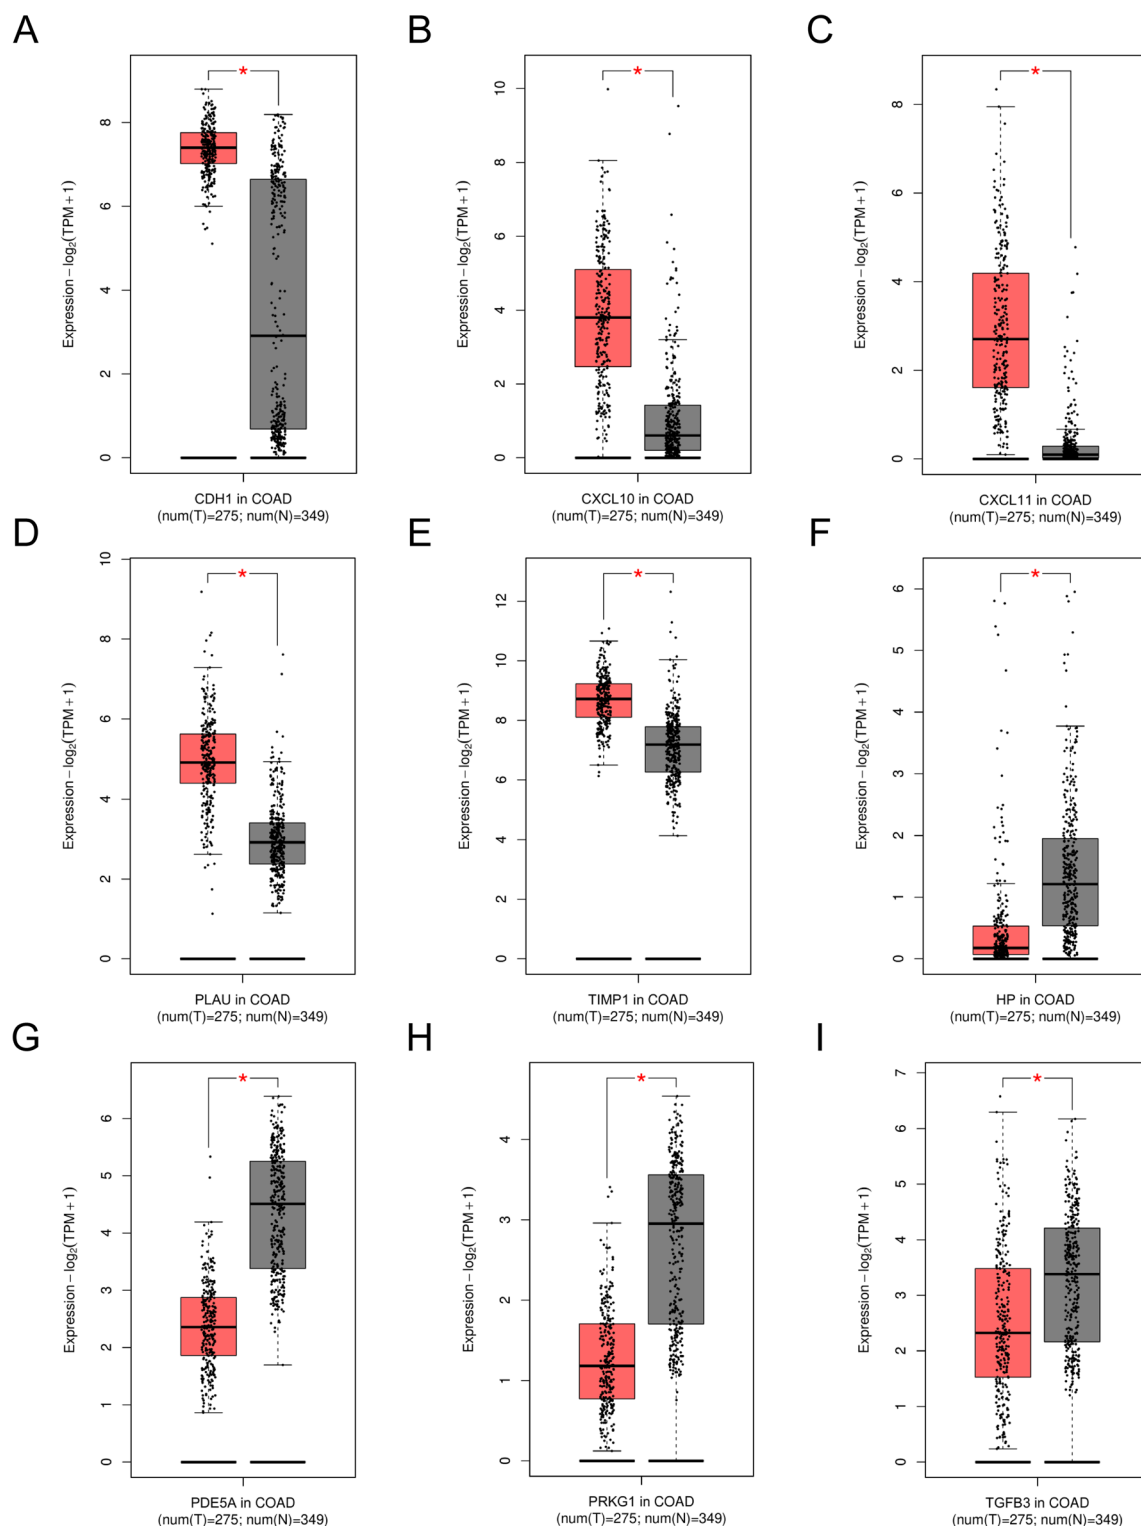 A
B
C
*
*
*
Expression − log₂(TPM + 1)
8
6
4
2
0
Expression − log₂(TPM + 1)
10
8
6
4
2
0
Expression − log₂(TPM + 1)
8
6
4
2
0
CDH1 in COAD
(num(T)=275; num(N)=349)
CXCL10 in COAD
(num(T)=275; num(N)=349)
CXCL11 in COAD
(num(T)=275; num(N)=349)
D
E
F
*
*
*
Expression − log₂(TPM + 1)
10
8
6
4
2
0
Expression − log₂(TPM + 1)
12
10
8
6
4
2
0
Expression − log₂(TPM + 1)
6
5
4
3
2
1
0
PLAU in COAD
(num(T)=275; num(N)=349)
TIMP1 in COAD
(num(T)=275; num(N)=349)
HP in COAD
(num(T)=275; num(N)=349)
G
H
I
*
*
*
Expression − log₂(TPM + 1)
6
5
4
3
2
1
0
Expression − log₂(TPM + 1)
4
3
2
1
0
Expression − log₂(TPM + 1)
7
6
5
4
3
2
1
0
PDE5A in COAD
(num(T)=275; num(N)=349)
PRKG1 in COAD
(num(T)=275; num(N)=349)
TGFB3 in COAD
(num(T)=275; num(N)=349)